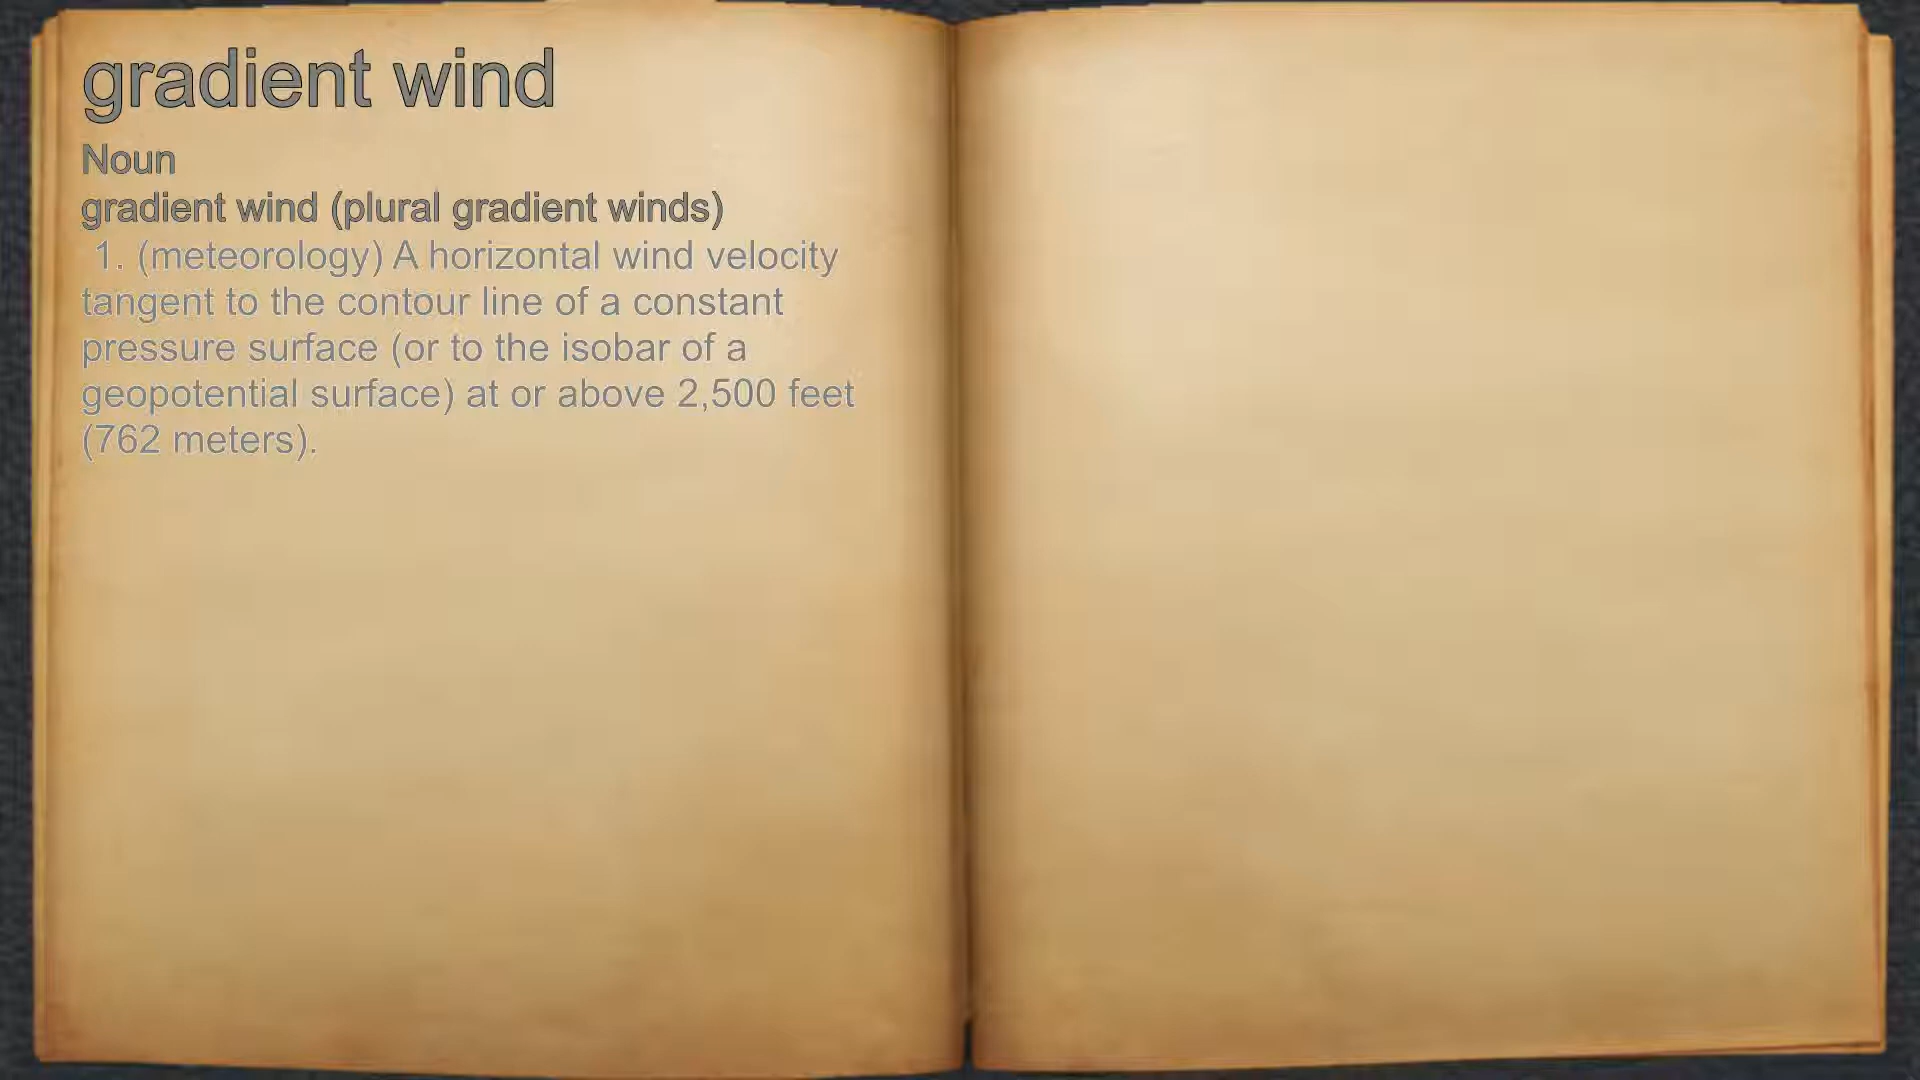 gradient wind
Noun
gradient wind (plural gradient winds)
1. (meteorology) A horizontal wind velocity
tangent to the contour line of a constant
pressure surface (or to the isobar of a
geopotential surface) at or above 2,500 feet
(762 meters).